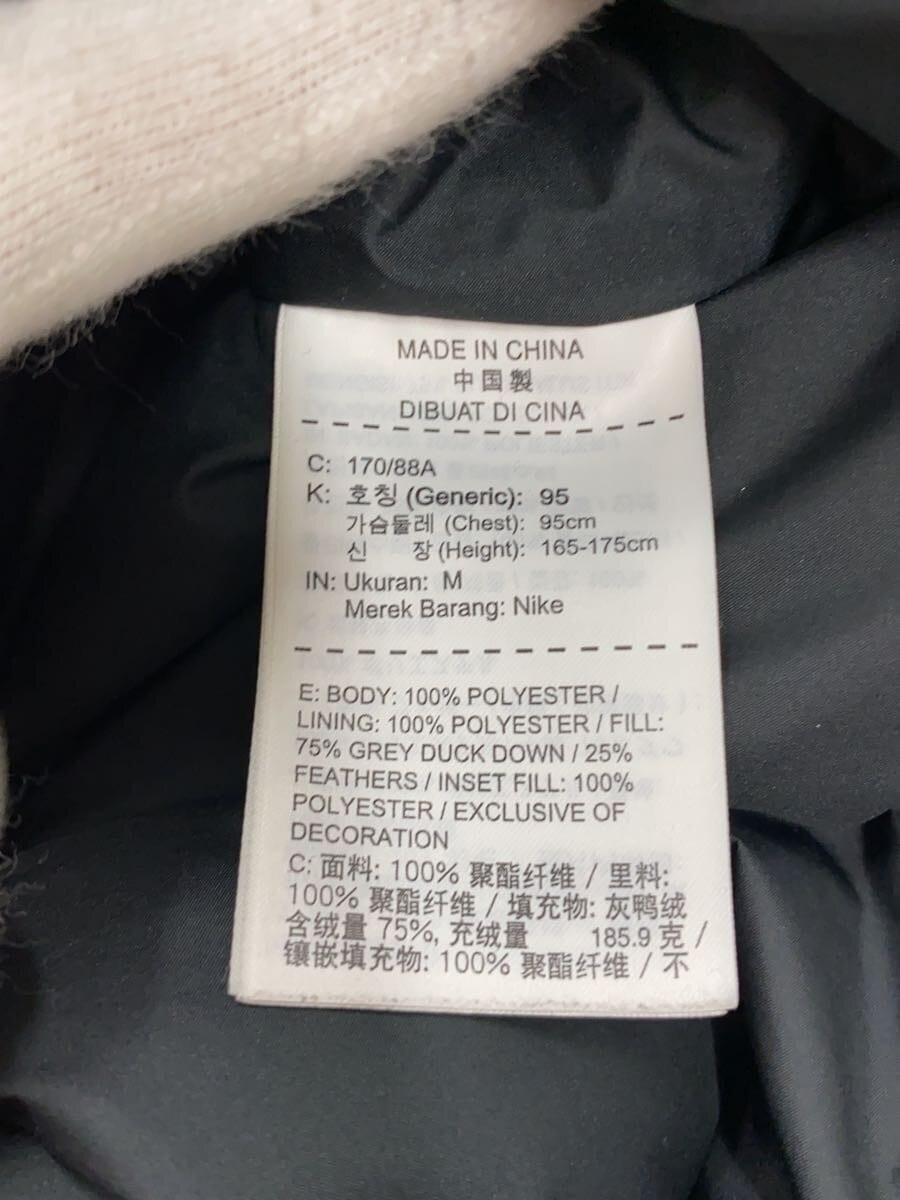 MADE IN CHINA
中国製
DIBUAT DI CINA
C: 170/88A
K: 호칭 (Generic): 95
가슴둘레 (Chest): 95cm
신 장 (Height): 165-175cm
IN: Ukuran: M
Merek Barang: Nike
E: BODY: 100% POLYESTER /
LINING: 100% POLYESTER / FILL:
75% GREY DUCK DOWN / 25%
FEATHERS / INSET FILL: 100%
POLYESTER / EXCLUSIVE OF
DECORATION
C: 面料: 100% 聚酯纤维 / 里料:
100% 聚酯纤维 / 填充物: 灰鸭绒
含绒量 75%, 充绒量 185.9 克 /
镶嵌填充物: 100% 聚酯纤维 / 不